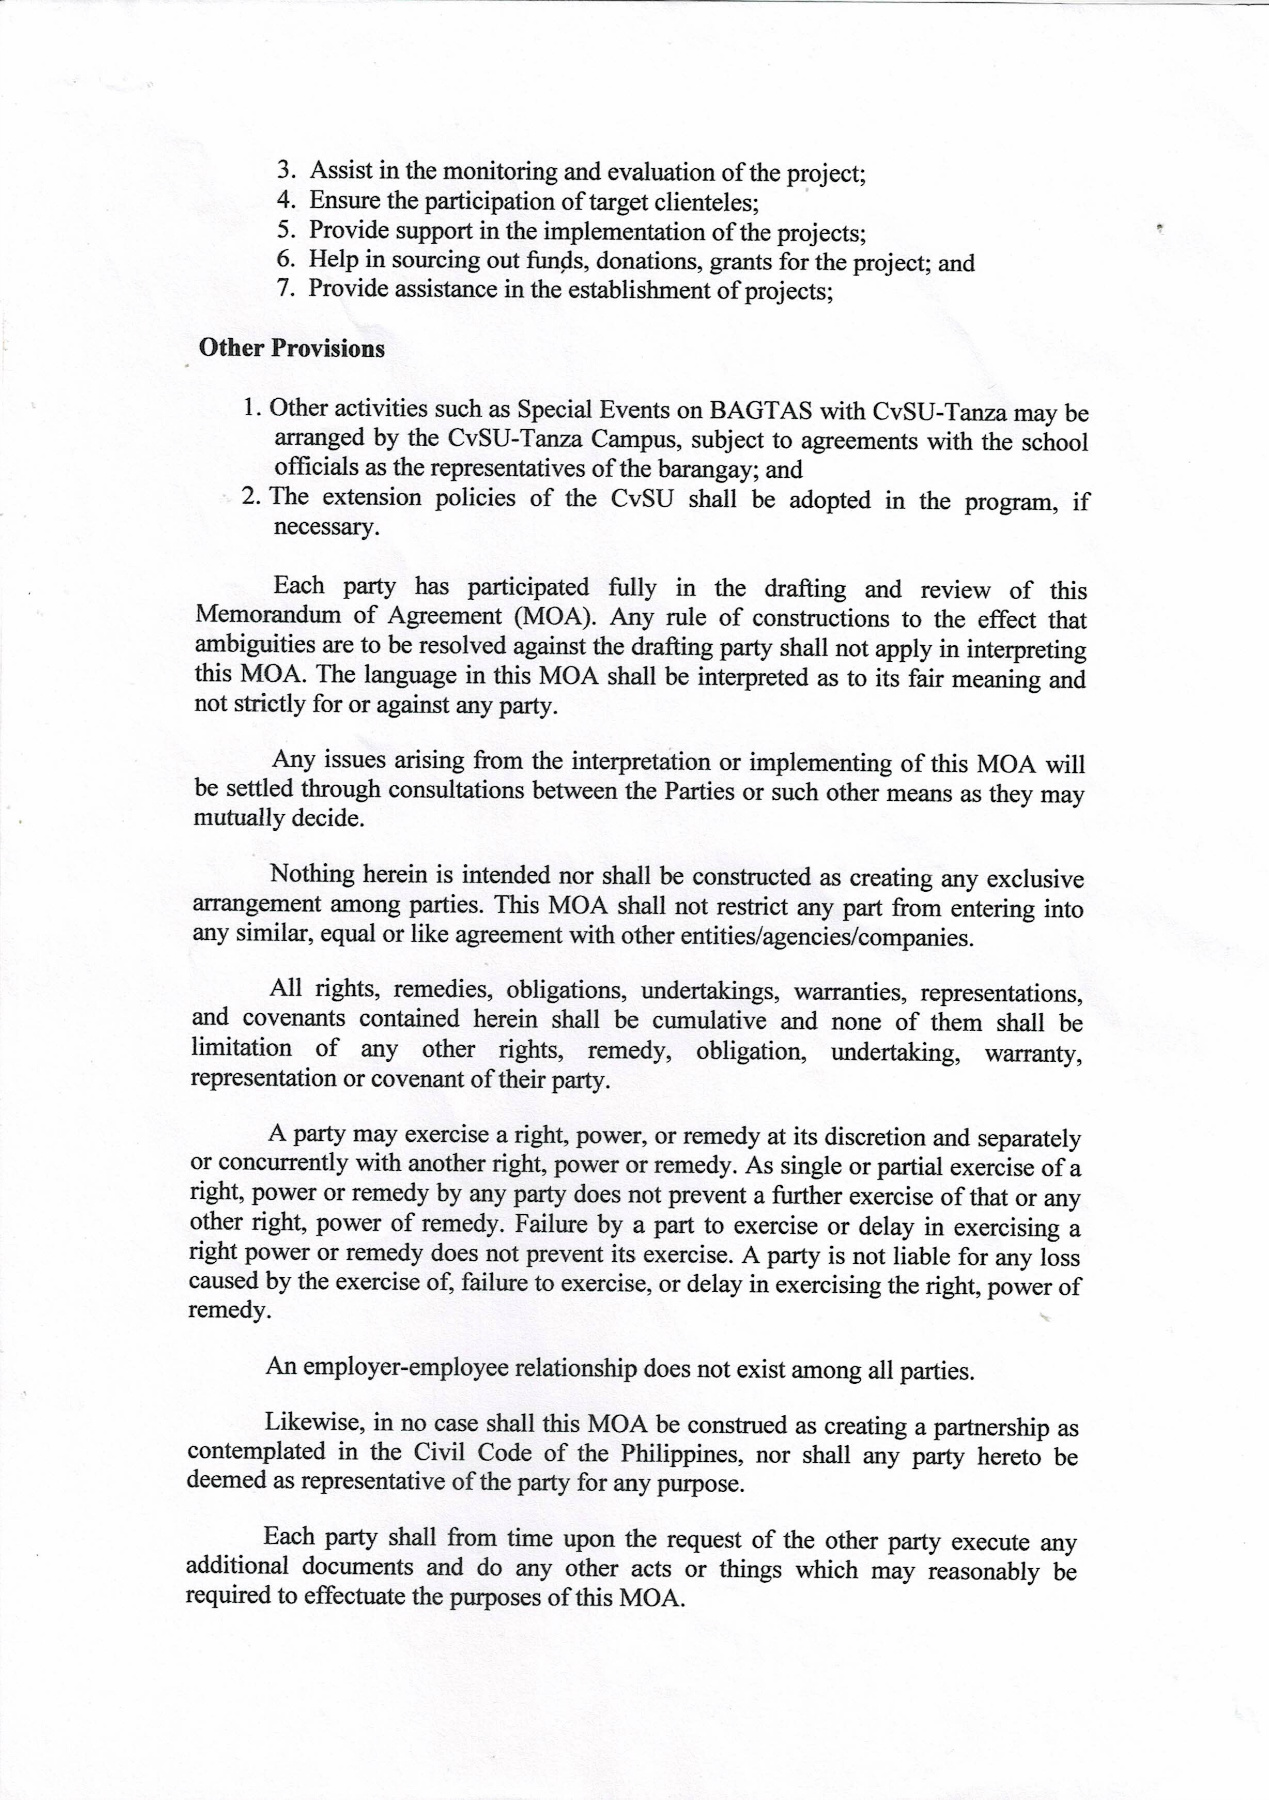 3. Assist in the monitoring and evaluation of the project;
4. Ensure the participation of target clienteles;
5. Provide support in the implementation of the projects;
6. Help in sourcing out funds, donations, grants for the project; and
7. Provide assistance in the establishment of projects;
Other Provisions
1. Other activities such as Special Events on BAGTAS with CvSU-Tanza may be
arranged by the CvSU-Tanza Campus, subject to agreements with the school
officials as the representatives of the barangay; and
2. The extension policies of the CvSU shall be adopted in the program, if
necessary.
Each party has participated fully in the drafting and review of this
Memorandum of Agreement (MOA). Any rule of constructions to the effect that
ambiguities are to be resolved against the drafting party shall not apply in interpreting
this MOA. The language in this MOA shall be interpreted as to its fair meaning and
not strictly for or against any party.
Any issues arising from the interpretation or implementing of this MOA will
be settled through consultations between the Parties or such other means as they may
mutually decide.
Nothing herein is intended nor shall be constructed as creating any exclusive
arrangement among parties. This MOA shall not restrict any part from entering into
any similar, equal or like agreement with other entities/agencies/companies.
All rights, remedies, obligations, undertakings, warranties, representations,
and covenants contained herein shall be cumulative and none of them shall be
limitation of any other rights, remedy, obligation, undertaking, warranty,
representation or covenant of their party.
A party may exercise a right, power, or remedy at its discretion and separately
or concurrently with another right, power or remedy. As single or partial exercise of a
right, power or remedy by any party does not prevent a further exercise of that or any
other right, power of remedy. Failure by a part to exercise or delay in exercising a
right power or remedy does not prevent its exercise. A party is not liable for any loss
caused by the exercise of, failure to exercise, or delay in exercising the right, power of
remedy.
An employer-employee relationship does not exist among all parties.
Likewise, in no case shall this MOA be construed as creating a partnership as
contemplated in the Civil Code of the Philippines, nor shall any party hereto be
deemed as representative of the party for any purpose.
Each party shall from time upon the request of the other party execute any
additional documents and do any other acts or things which may reasonably be
required to effectuate the purposes of this MOA.